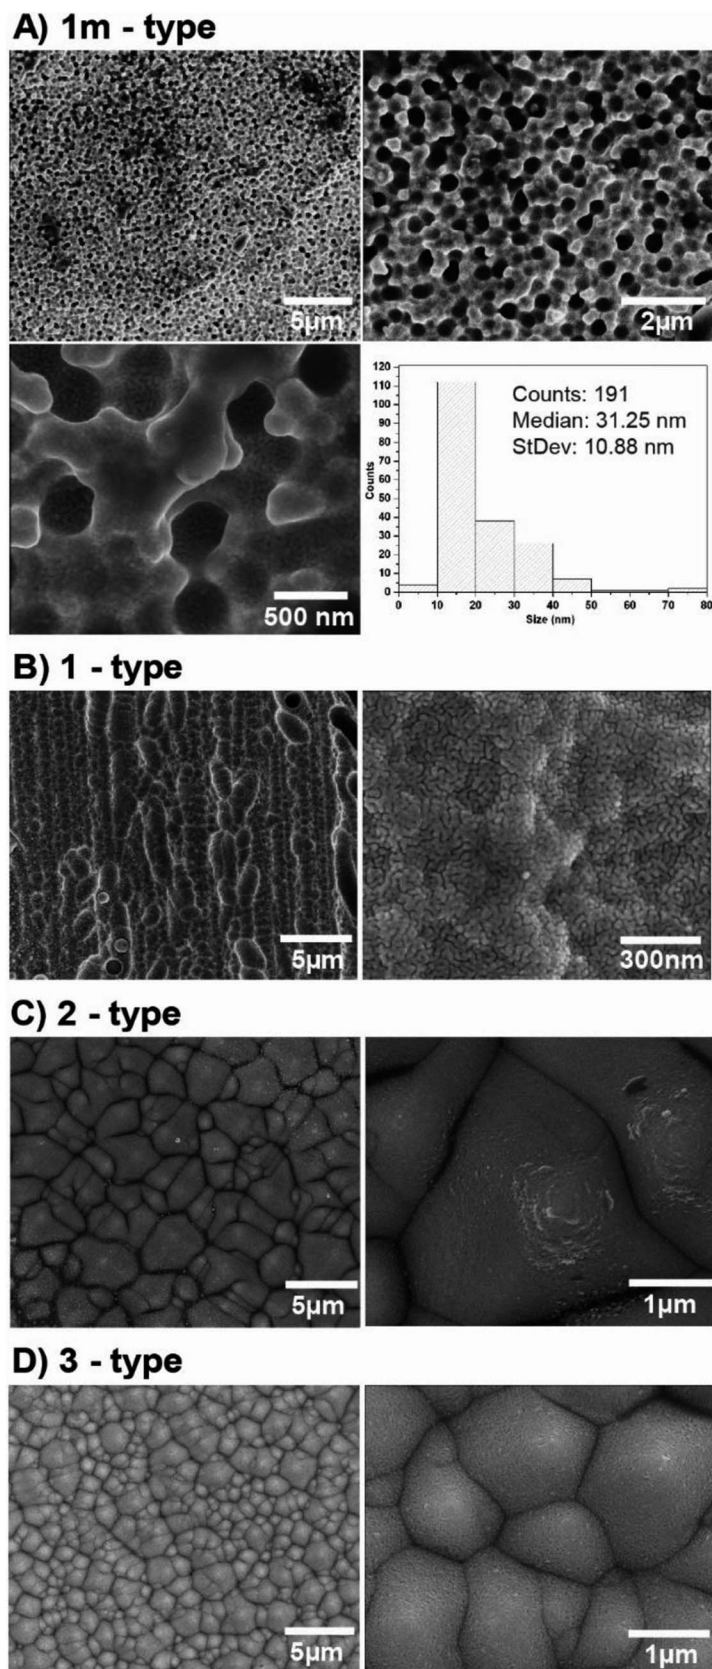 A) 1m - type
5μm
2μm
500 nm
Counts: 191
Median: 31.25 nm
StDev: 10.88 nm
120
110
100
90
80
70
60
50
40
30
20
10
0
Counts
0 10 20 30 40 50 60 70 80
Size (nm)
B) 1 - type
5μm
300nm
C) 2 - type
5μm
1μm
D) 3 - type
5μm
1μm